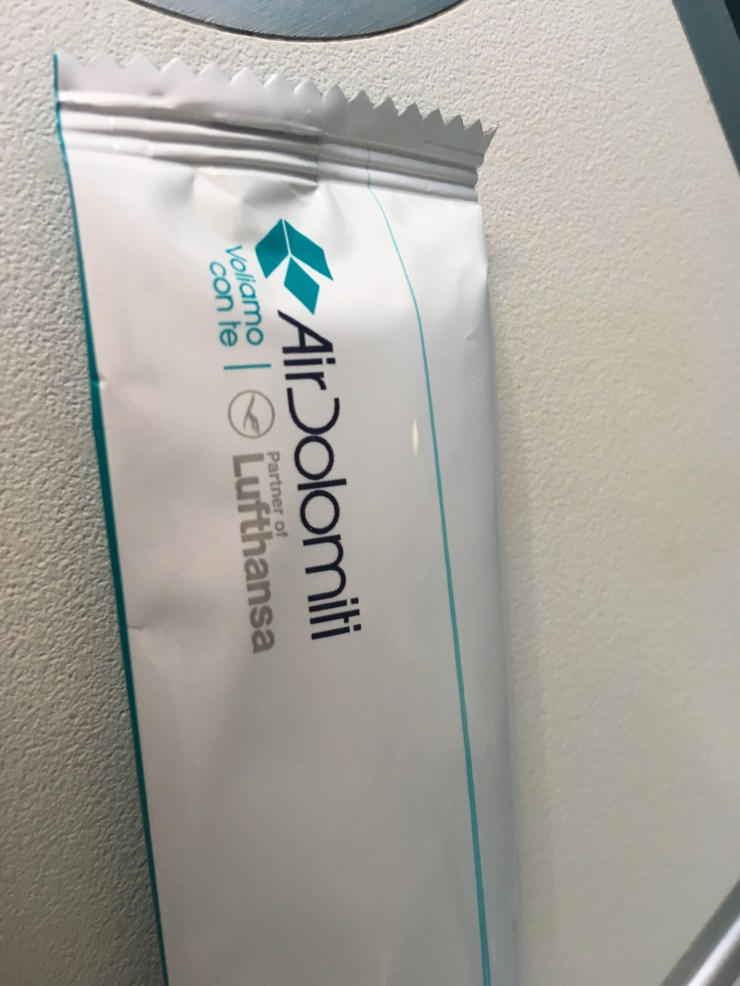 AirDolomiti
Voliamo
con te
Partner of
Lufthansa